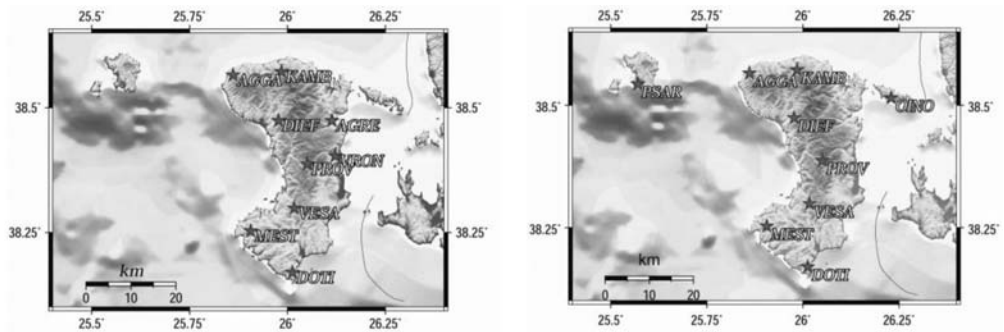 25.5° 25.75° 26° 26.25°
AGGA KAMB
38.5° 38.5°
DIEF AGRE
VRON
PROV
VESA
38.25° 38.25°
MEST
km
DOTI
0 10 20
25.5° 25.75° 26° 26.25°
25.5° 25.75° 26° 26.25°
AGGA KAMB
PSAR
OINO
38.5° 38.5°
DIEF
PROV
VESA
38.25° 38.25°
MEST
km
DOTI
0 10 20
25.5° 25.75° 26° 26.25°